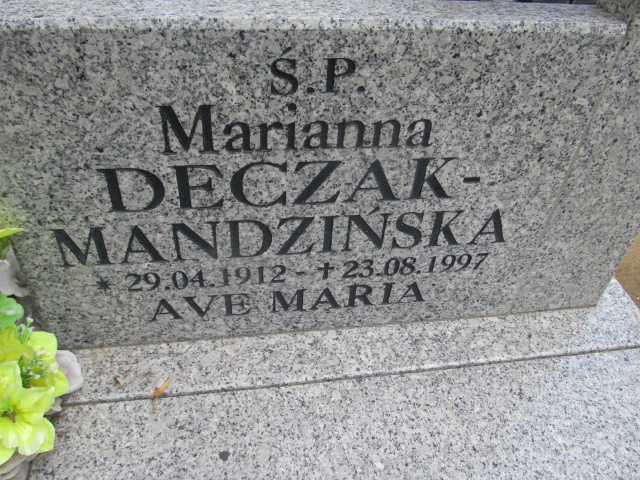 Ś.P.
Marianna
DECZAK-
MANDZIŃSKA
* 29.04.1912 - † 23.08.1997
AVE MARIA